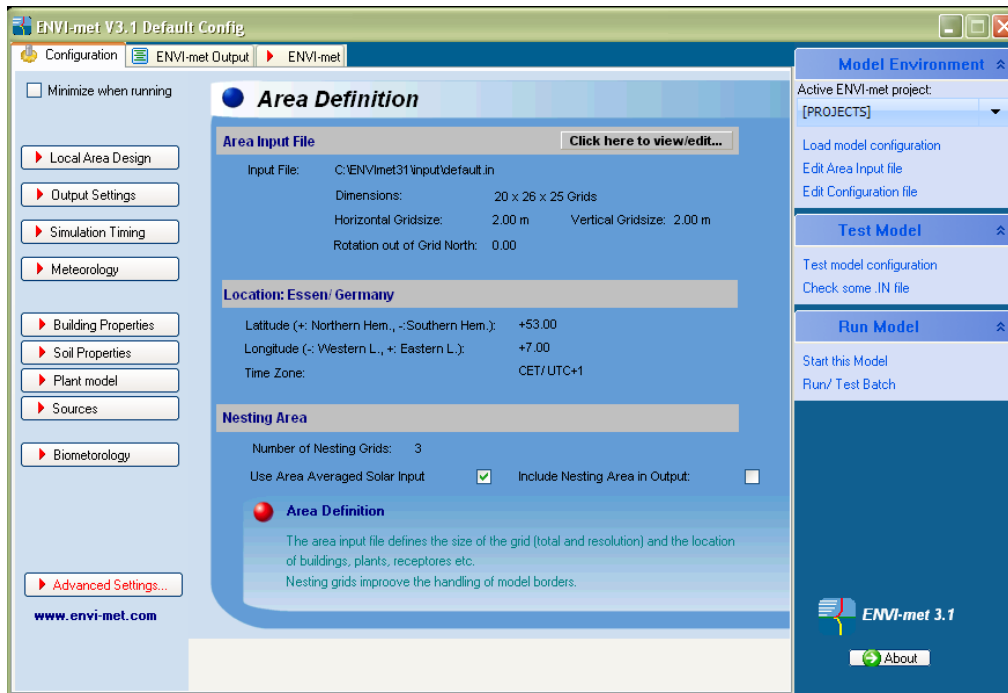 ENVI-met V3.1 Default Config
Configuration
ENVI-met Output
ENVI-met
Minimize when running
Local Area Design
Output Settings
Simulation Timing
Meteorology
Building Properties
Soil Properties
Plant model
Sources
Biometorology
Advanced Settings...
www.envi-met.com
Area Definition
Area Input File
Click here to view/edit...
Input File: C:\ENVImet31\input\default.in
Dimensions: 20 x 26 x 25 Grids
Horizontal Gridsize: 2.00 m Vertical Gridsize: 2.00 m
Rotation out of Grid North: 0.00
Location: Essen/ Germany
Latitude (+: Northern Hem., -:Southern Hem.): +53.00
Longitude (-: Western L., +: Eastern L.): +7.00
Time Zone: CET/ UTC+1
Nesting Area
Number of Nesting Grids: 3
Use Area Averaged Solar Input Include Nesting Area in Output:
Area Definition
The area input file defines the size of the grid (total and resolution) and the location
of buildings, plants, receptores etc.
Nesting grids improove the handling of model borders.
Model Environment
Active ENVI-met project:
[PROJECTS]
Load model configuration
Edit Area Input file
Edit Configuration file
Test Model
Test model configuration
Check some .IN file
Run Model
Start this Model
Run/ Test Batch
ENVI-met 3.1
About